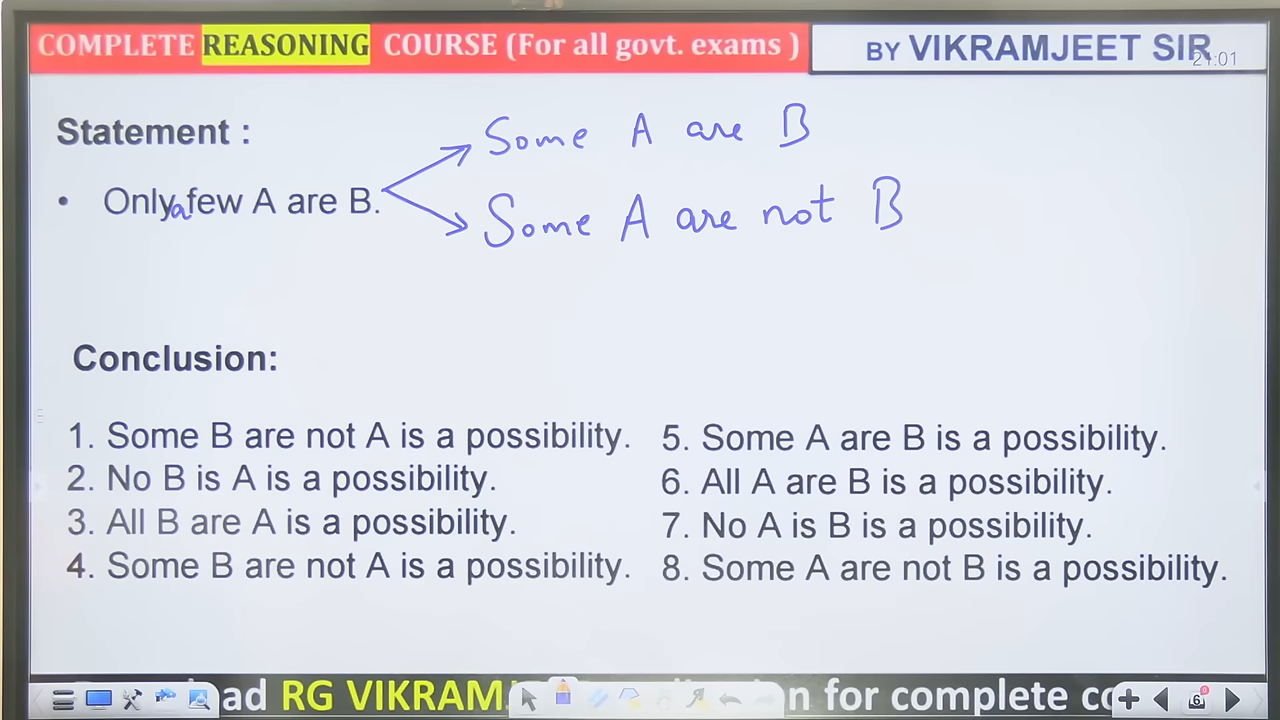 COMPLETE REASONING COURSE (For all govt. exams )
BY VIKRAMJEET SIR
21:01
Statement :
Some A are B
• Only a few A are B.
Some A are not B
Conclusion:
1. Some B are not A is a possibility.
2. No B is A is a possibility.
3. All B are A is a possibility.
4. Some B are not A is a possibility.
5. Some A are B is a possibility.
6. All A are B is a possibility.
7. No A is B is a possibility.
8. Some A are not B is a possibility.
RG for complete
6